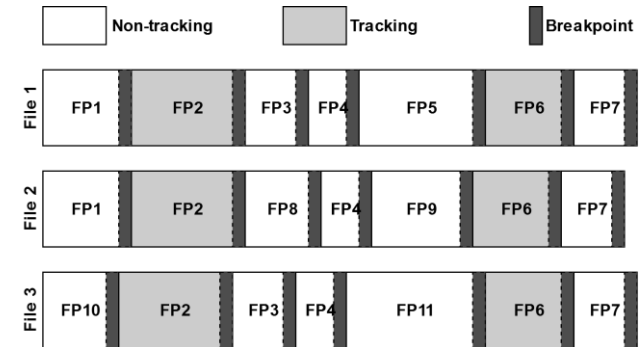 Non-tracking Tracking Breakpoint
File 1 FP1 FP2 FP3 FP4 FP5 FP6 FP7
File 2 FP1 FP2 FP8 FP4 FP9 FP6 FP7
File 3 FP10 FP2 FP3 FP4 FP11 FP6 FP7